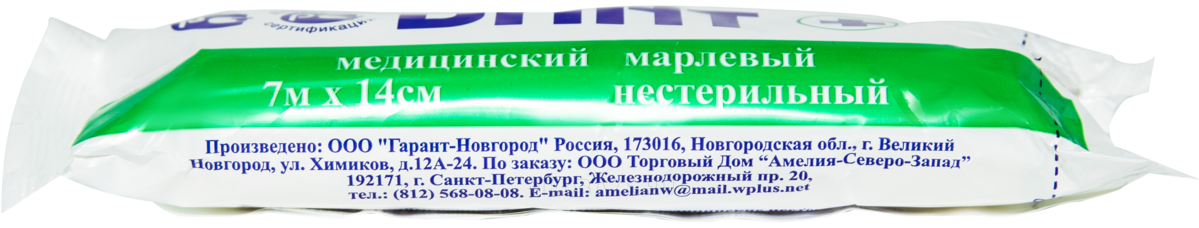 сертификация
Бинт
медицинский марлевый
7м х 14см нестерильный
Произведено: ООО "Гарант-Новгород" Россия, 173016, Новгородская обл., г. Великий
Новгород, ул. Химиков, д.12А-24. По заказу: ООО Торговый Дом “Амелия-Северо-Запад”
192171, г. Санкт-Петербург, Железнодорожный пр. 20,
тел.: (812) 568-08-08. E-mail: amelianw@mail.wplus.net